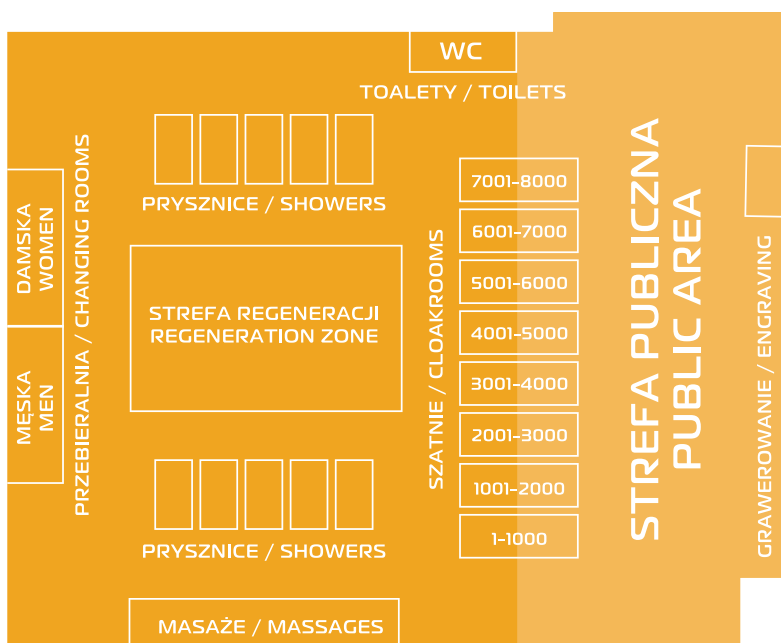 WC
TOALETY / TOILETS
PRYSZNICE / SHOWERS
PRZEBIERALNIA / CHANGING ROOMS
DAMSKA
WOMEN
MĘSKA
MEN
STREFA REGENERACJI
REGENERATION ZONE
SZATNIE / CLOAKROOMS
7001-8000
6001-7000
5001-6000
4001-5000
3001-4000
2001-3000
1001-2000
1-1000
STREFA PUBLICZNA
PUBLIC AREA
GRAWEROWANIE / ENGRAVING
PRYSZNICE / SHOWERS
MASAŻE / MASSAGES